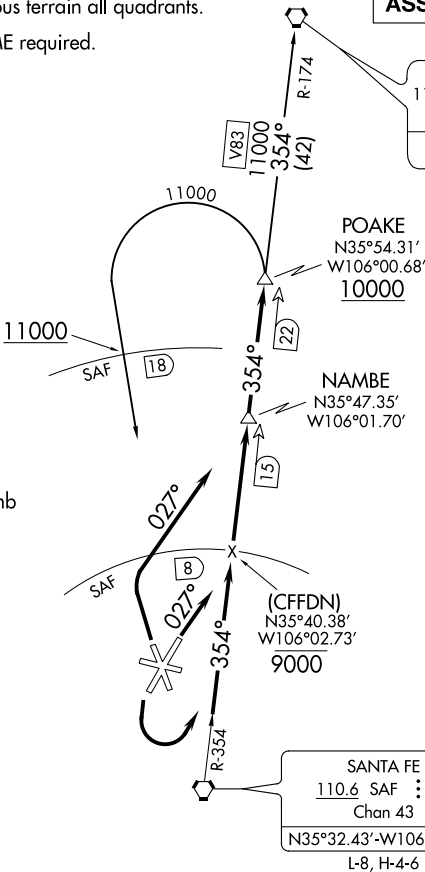 ous terrain all quadrants.
ASS
E required.
R-174
11
V83
11000
354°
(42)
11000
POAKE
N35°54.31'
W106°00.68'
10000
11000
22
SAF
18
354°
NAMBE
N35°47.35'
W106°01.70'
15
nb
027°
SAF
8
027°
(CFFDN)
N35°40.38'
W106°02.73'
9000
354°
R-354
SANTA FE
110.6 SAF
Chan 43
N35°32.43'-W106
L-8, H-4-6